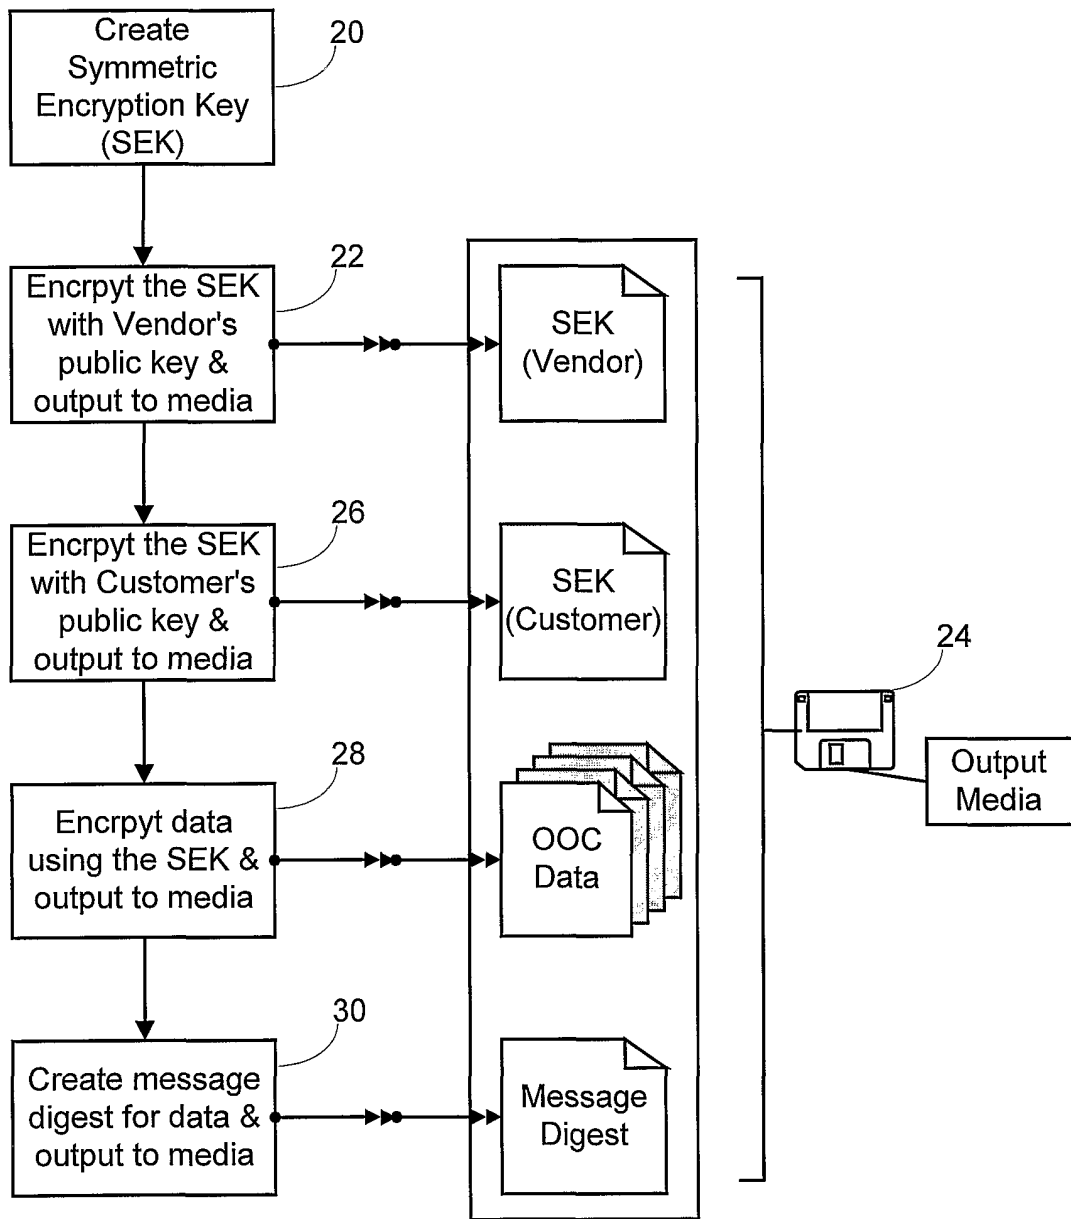 Create
Symmetric
Encryption Key
(SEK)
20
Encrpyt the SEK
with Vendor's
public key &
output to media
22
SEK
(Vendor)
Encrpyt the SEK
with Customer's
public key &
output to media
26
SEK
(Customer)
24
Output
Media
Encrpyt data
using the SEK &
output to media
28
OOC
Data
Create message
digest for data &
output to media
30
Message
Digest